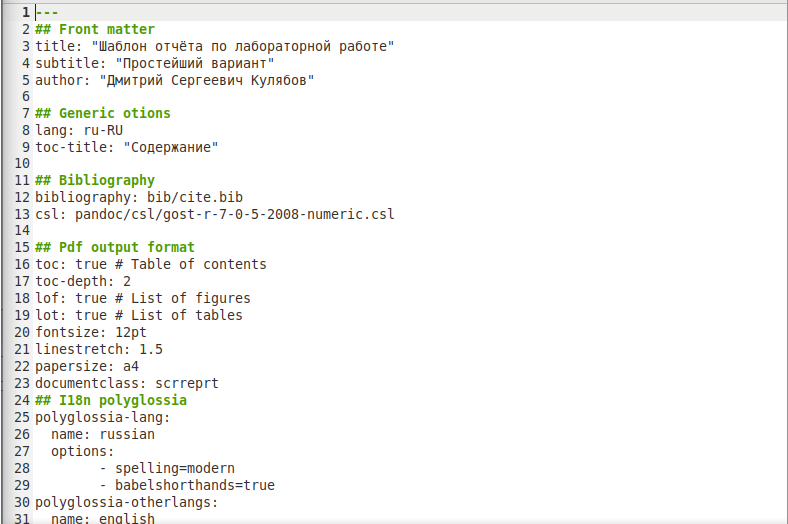 1 ---
2 ## Front matter
3 title: "Шаблон отчёта по лабораторной работе"
4 subtitle: "Простейший вариант"
5 author: "Дмитрий Сергеевич Кулябов"
6
7 ## Generic otions
8 lang: ru-RU
9 toc-title: "Содержание"
10
11 ## Bibliography
12 bibliography: bib/cite.bib
13 csl: pandoc/csl/gost-r-7-0-5-2008-numeric.csl
14
15 ## Pdf output format
16 toc: true # Table of contents
17 toc-depth: 2
18 lof: true # List of figures
19 lot: true # List of tables
20 fontsize: 12pt
21 linestretch: 1.5
22 papersize: a4
23 documentclass: scrreprt
24 ## I18n polyglossia
25 polyglossia-lang:
26   name: russian
27   options:
28         - spelling=modern
29         - babelshorthands=true
30 polyglossia-otherlangs:
31   name: english